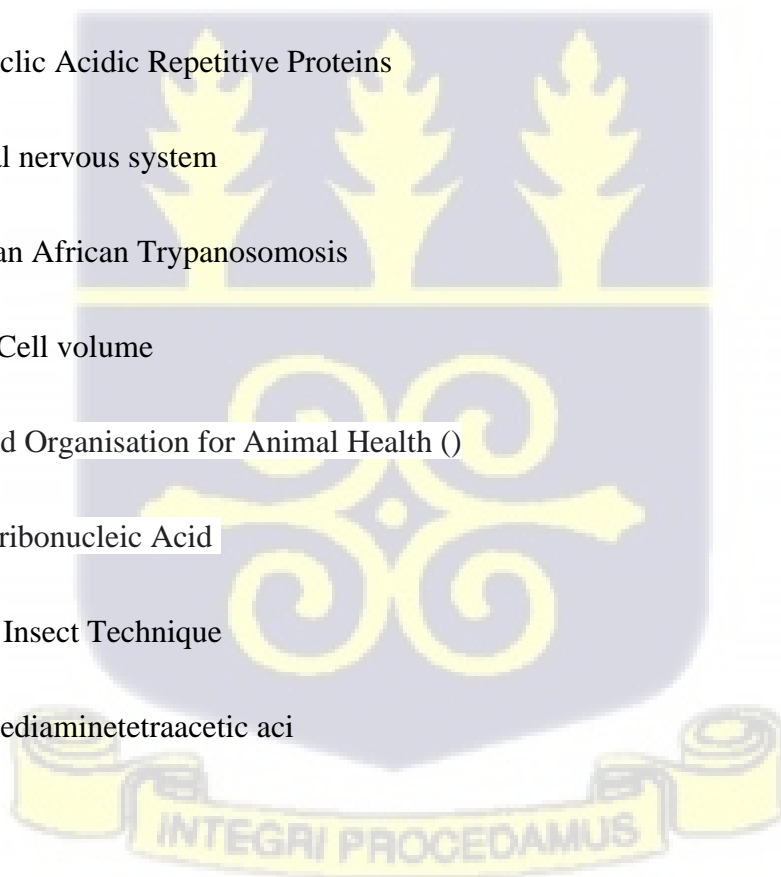 clic Acidic Repetitive Proteins
al nervous system
an African Trypanosomosis
Cell volume
d Organisation for Animal Health ()
ribonucleic Acid
Insect Technique
ediaminetetraacetic aci
INTEGRI PROCEDAMUS